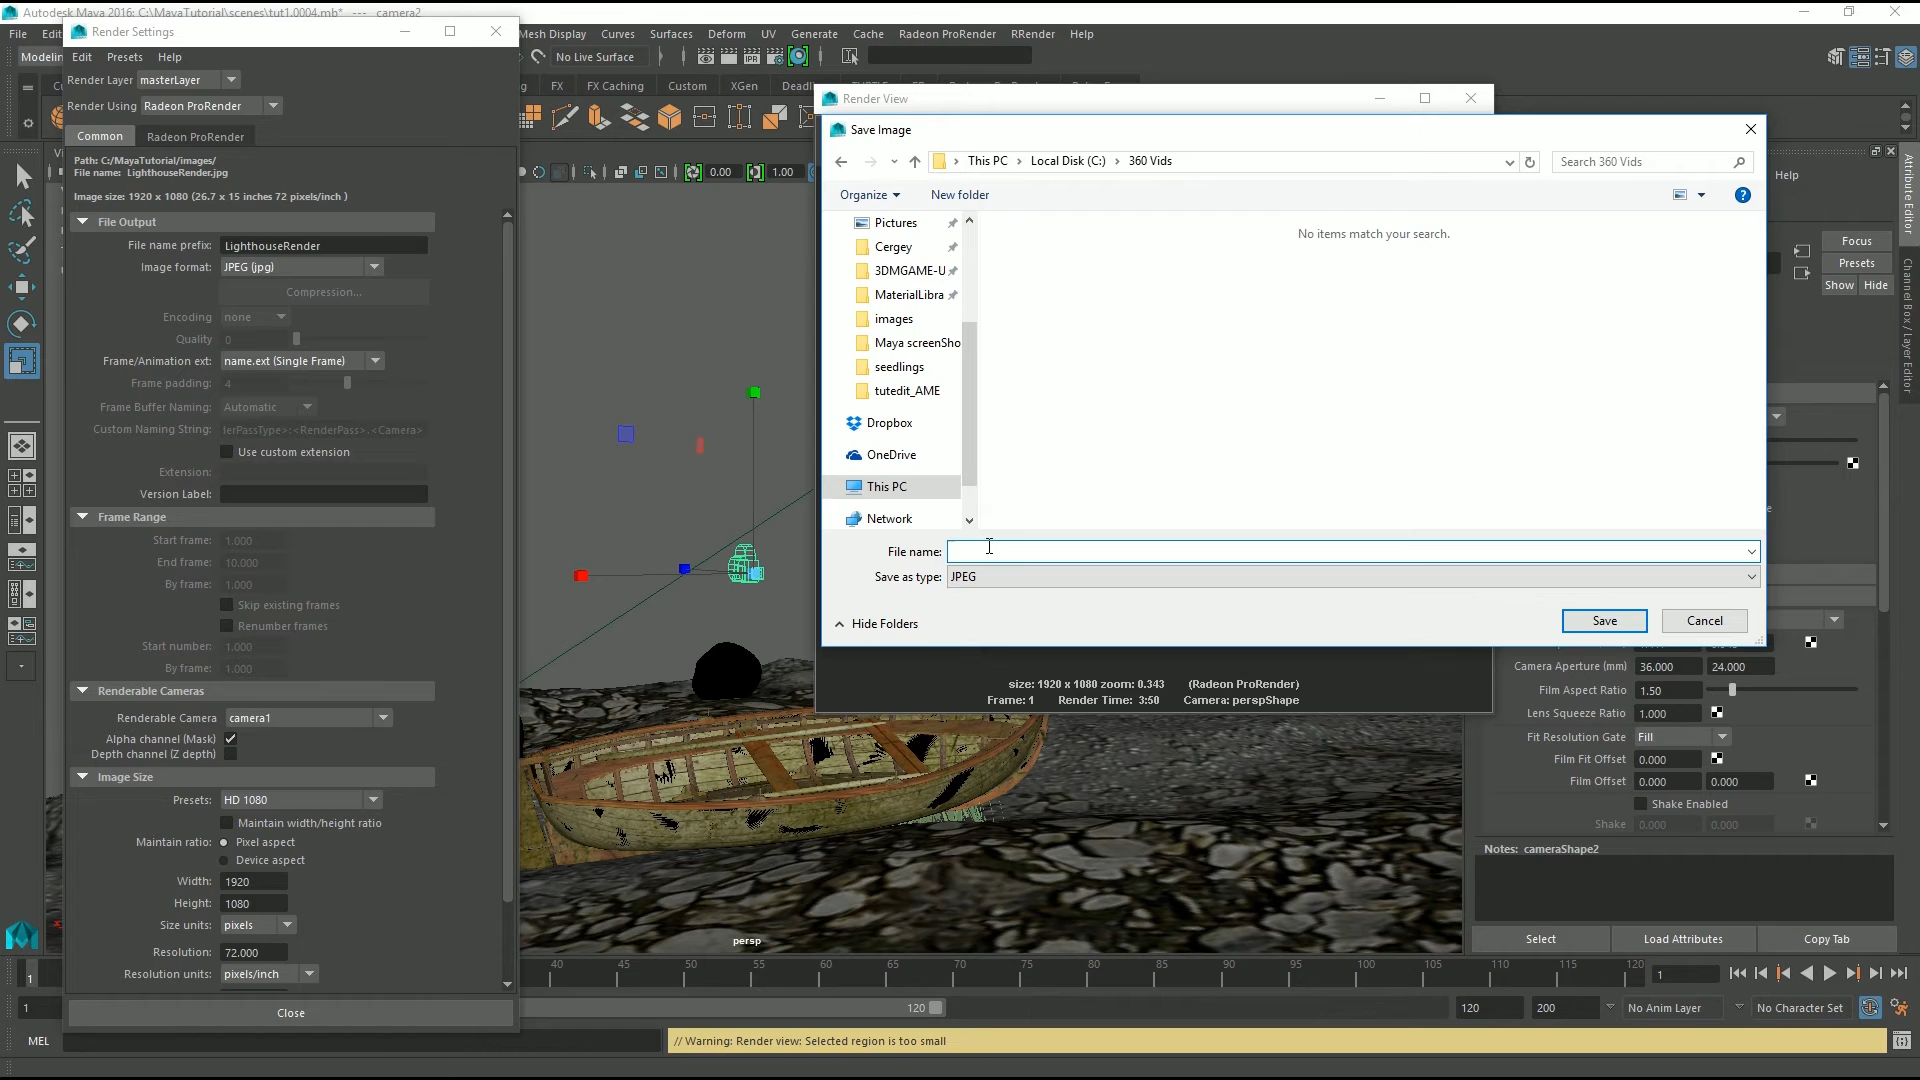 Autodesk Maya 2016: C:\MayaTutorial\scenes\tut1.0004.mb* --- camera2
File
Mesh Display Curves Surfaces Deform UV Generate Cache Radeon ProRender RRender Help
No Live Surface
FX FX Caching Custom XGen
0.00 1.00
Render Settings
Edit Presets Help
Render Layer masterLayer
Render Using Radeon ProRender
Common Radeon ProRender
Path: C:/MayaTutorial/images/
File name: LighthouseRender.jpg
Image size: 1920 x 1080 (26.7 x 15 inches 72 pixels/inch )
File Output
File name prefix: LighthouseRender
Image format: JPEG (jpg)
Compression...
Encoding none
Quality 0
Frame/Animation ext: name.ext (Single Frame)
Frame padding: 4
Frame Buffer Naming: Automatic
Custom Naming String: lerPassType>:<RenderPass>.<Camera>
Use custom extension
Extension:
Version Label:
Frame Range
Start frame: 1.000
End frame: 10.000
By frame: 1.000
Skip existing frames
Renumber frames
Start number: 1.000
By frame: 1.000
Renderable Cameras
Renderable Camera camera1
Alpha channel (Mask)
Depth channel (Z depth)
Image Size
Presets: HD 1080
Maintain width/height ratio
Maintain ratio: Pixel aspect
Device aspect
Width: 1920
Height: 1080
Size units: pixels
Resolution: 72.000
Resolution units: pixels/inch
Close
Render View
Save Image
This PC Local Disk (C:) 360 Vids
Search 360 Vids
Organize New folder
Pictures
Cergey
3DMGAME-U
MaterialLibra
images
Maya screenSho
seedlings
tutedit_AME
Dropbox
OneDrive
This PC
Network
No items match your search.
File name:
Save as type: JPEG
Hide Folders
Save Cancel
size: 1920 x 1080 zoom: 0.343 (Radeon ProRender)
Frame: 1 Render Time: 3:50 Camera: perspShape
persp
Help
Focus
Presets
Show Hide
Attribute Editor
Channel Box / Layer Editor
Camera Aperture (mm) 36.000 24.000
Film Aspect Ratio 1.50
Lens Squeeze Ratio 1.000
Fit Resolution Gate Fill
Film Fit Offset 0.000
Film Offset 0.000 0.000
Shake Enabled
Shake 0.000 0.000
Notes: cameraShape2
Select Load Attributes Copy Tab
1 40 45 50 55 60 65 70 75 80 85 90 95 100 105 110 115 120 1
1 120 120 200 No Anim Layer No Character Set
MEL // Warning: Render view: Selected region is too small